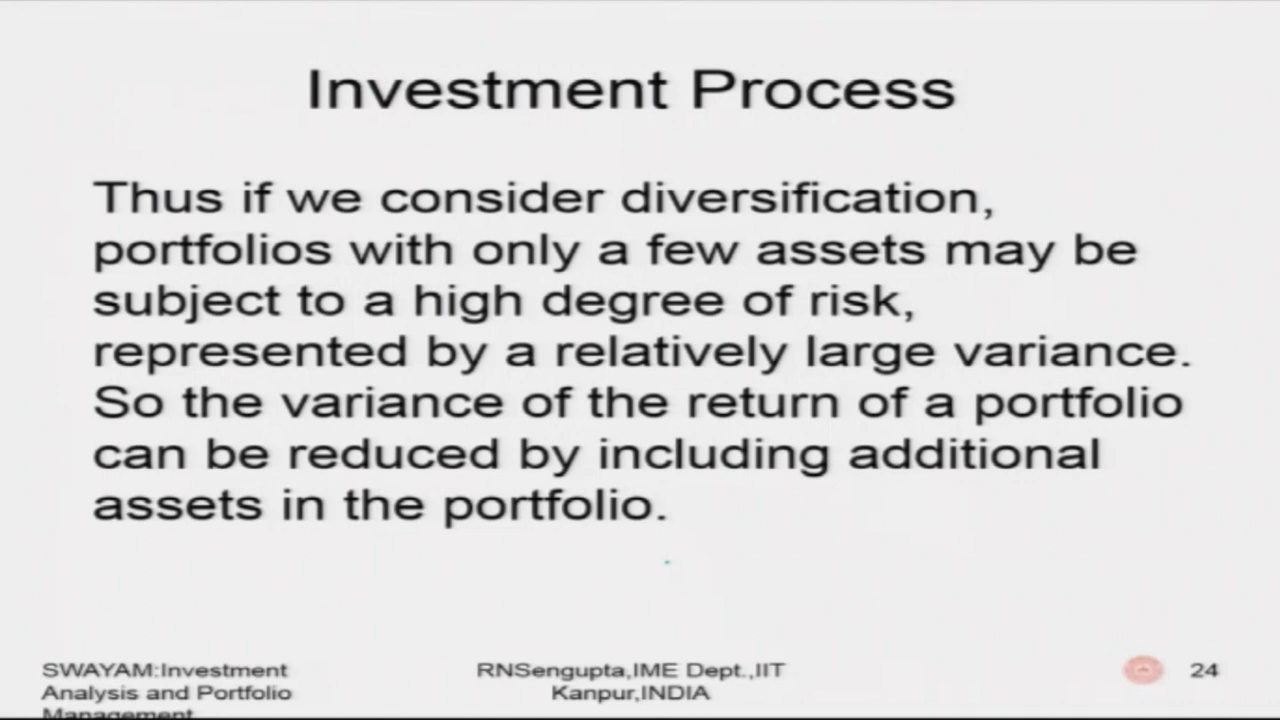 Investment Process
Thus if we consider diversification,
portfolios with only a few assets may be
subject to a high degree of risk,
represented by a relatively large variance.
So the variance of the return of a portfolio
can be reduced by including additional
assets in the portfolio.
SWAYAM:Investment
Analysis and Portfolio
Management
RNSengupta,IME Dept.,IIT
Kanpur,INDIA
24